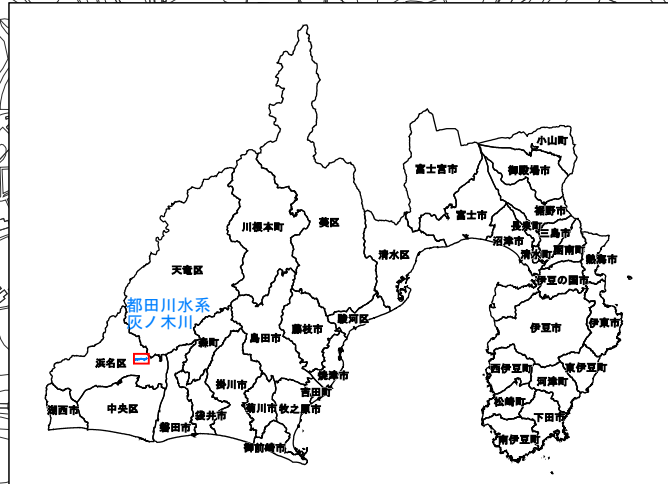 小山町
御殿場市
富士宮市
裾野市
富士市
長泉町
三島市
沼津市
清水町
函南町
熱海市
伊豆の国市
葵区
川根本町
清水区
天竜区
都田川水系
灰ノ木川
駿河区
伊豆市
伊東市
藤枝市
島田市
森町
浜名区
焼津市
西伊豆町
東伊豆町
河津町
掛川市
吉田町
松崎町
湖西市
中央区
袋井市
菊川市
牧之原市
下田市
磐田市
南伊豆町
御前崎市